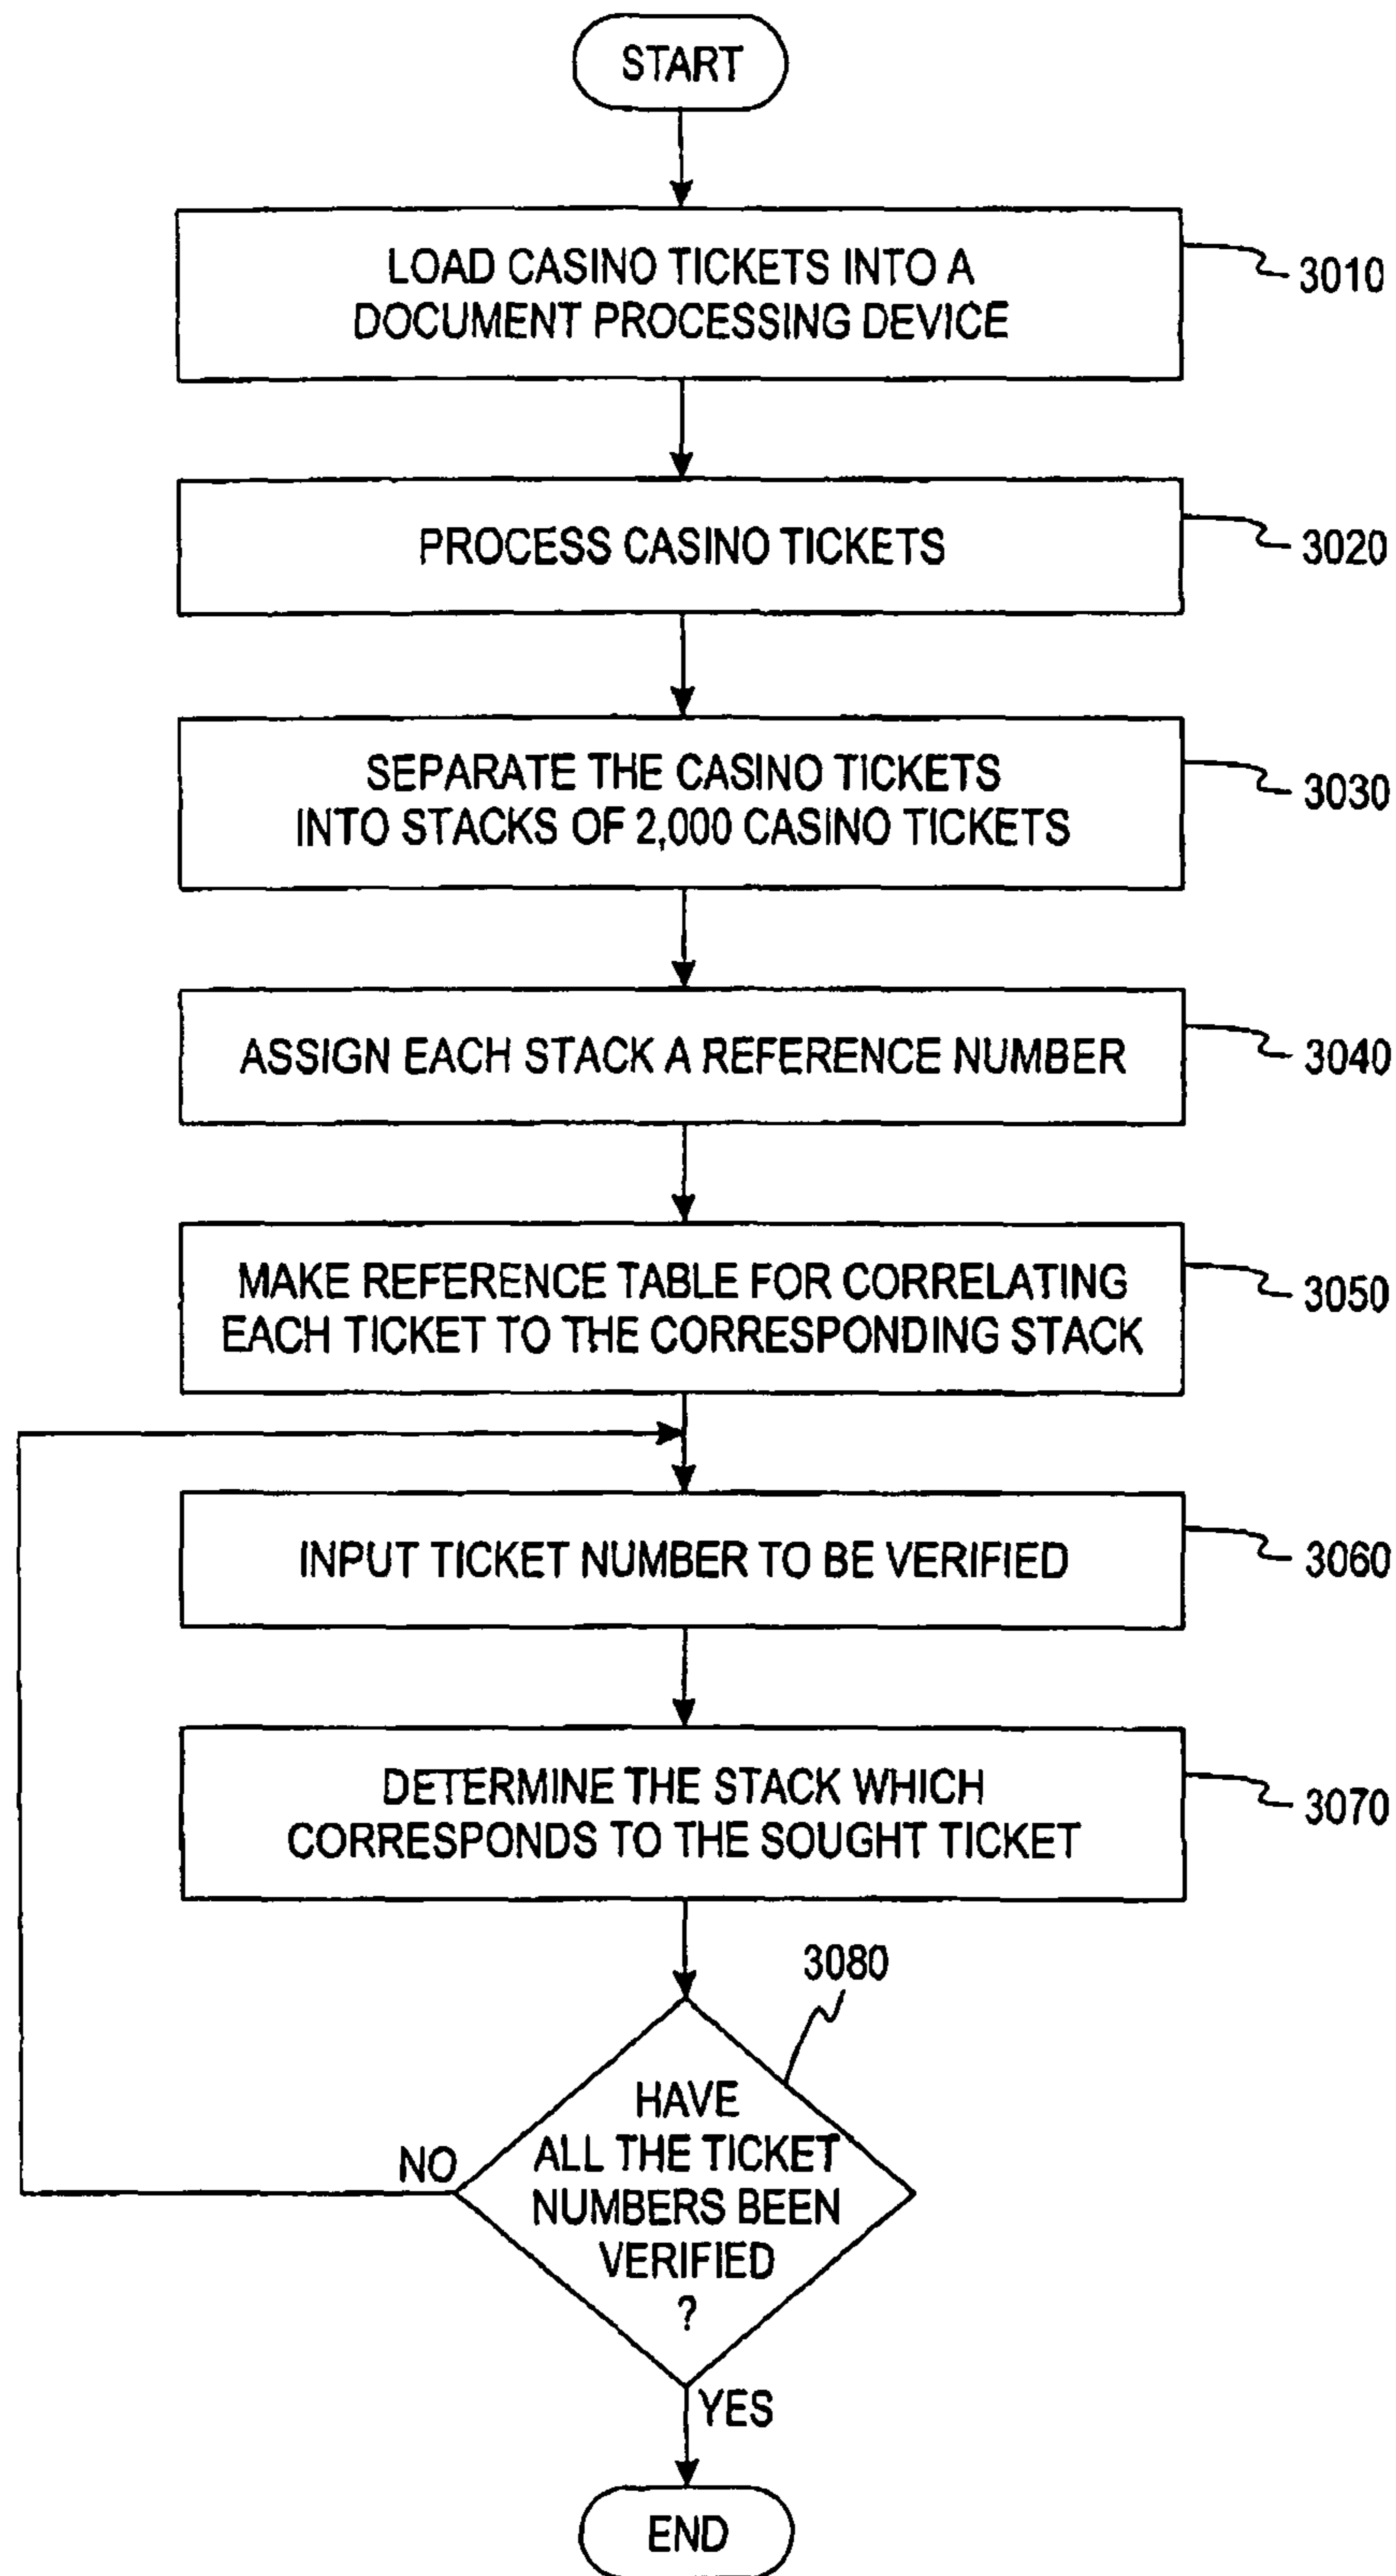 START
LOAD CASINO TICKETS INTO A
DOCUMENT PROCESSING DEVICE
3010
PROCESS CASINO TICKETS
3020
SEPARATE THE CASINO TICKETS
INTO STACKS OF 2,000 CASINO TICKETS
3030
ASSIGN EACH STACK A REFERENCE NUMBER
3040
MAKE REFERENCE TABLE FOR CORRELATING
EACH TICKET TO THE CORRESPONDING STACK
3050
INPUT TICKET NUMBER TO BE VERIFIED
3060
DETERMINE THE STACK WHICH
CORRESPONDS TO THE SOUGHT TICKET
3070
3080
HAVE
ALL THE TICKET
NUMBERS BEEN
VERIFIED
?
NO
YES
END